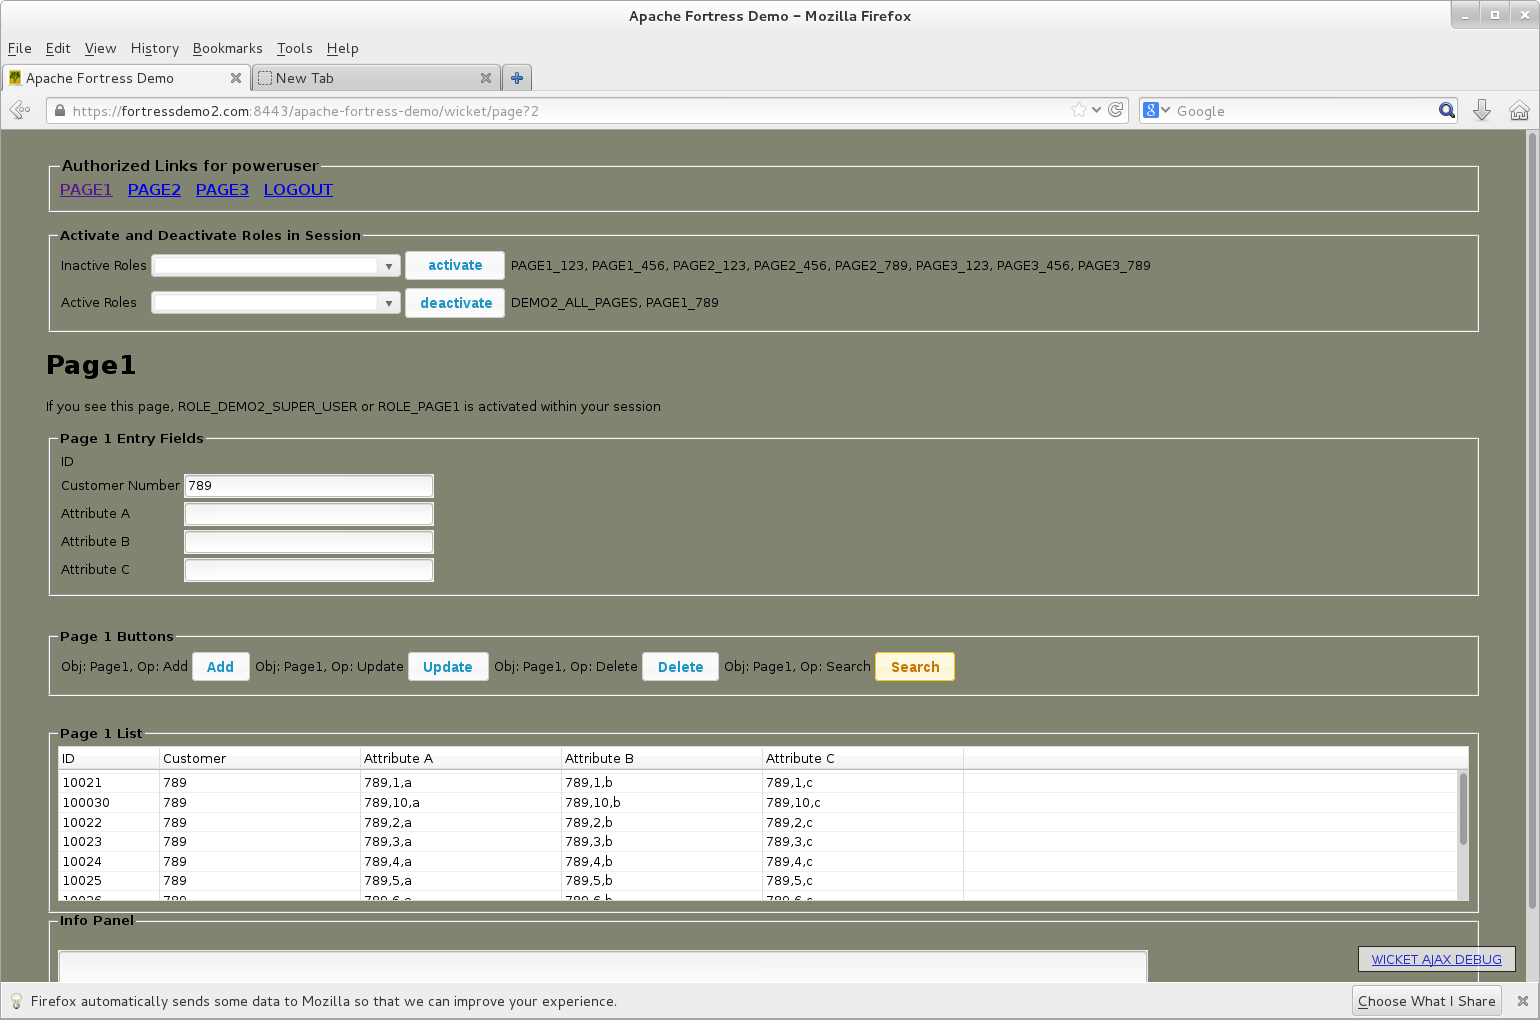 Apache Fortress Demo - Mozilla Firefox
File Edit View History Bookmarks Tools Help
Apache Fortress Demo New Tab
https://fortressdemo2.com:8443/apache-fortress-demo/wicket/page?2 8 Google
Authorized Links for poweruser
PAGE1 PAGE2 PAGE3 LOGOUT
Activate and Deactivate Roles in Session
Inactive Roles activate PAGE1_123, PAGE1_456, PAGE2_123, PAGE2_456, PAGE2_789, PAGE3_123, PAGE3_456, PAGE3_789
Active Roles deactivate DEMO2_ALL_PAGES, PAGE1_789
Page1
If you see this page, ROLE_DEMO2_SUPER_USER or ROLE_PAGE1 is activated within your session
Page 1 Entry Fields
ID
Customer Number 789
Attribute A
Attribute B
Attribute C
Page 1 Buttons
Obj: Page1, Op: Add Add Obj: Page1, Op: Update Update Obj: Page1, Op: Delete Delete Obj: Page1, Op: Search Search
Page 1 List
ID Customer Attribute A Attribute B Attribute C
10021 789 789,1,a 789,1,b 789,1,c
100030 789 789,10,a 789,10,b 789,10,c
10022 789 789,2,a 789,2,b 789,2,c
10023 789 789,3,a 789,3,b 789,3,c
10024 789 789,4,a 789,4,b 789,4,c
10025 789 789,5,a 789,5,b 789,5,c
10026 789 789,6,a 789,6,b 789,6,c
Info Panel
WICKET AJAX DEBUG
Firefox automatically sends some data to Mozilla so that we can improve your experience. Choose What I Share